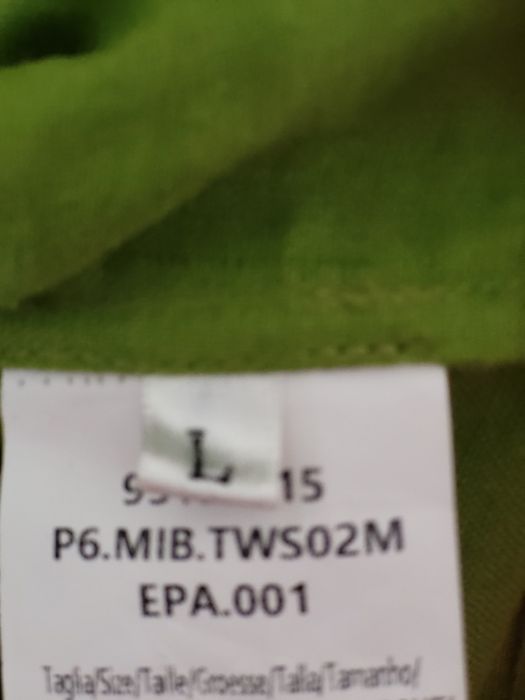 L
15
P6.MIB.TWS02M
EPA.001
Taglia/Size/Taille/Groesse/Talla/Tamanho/